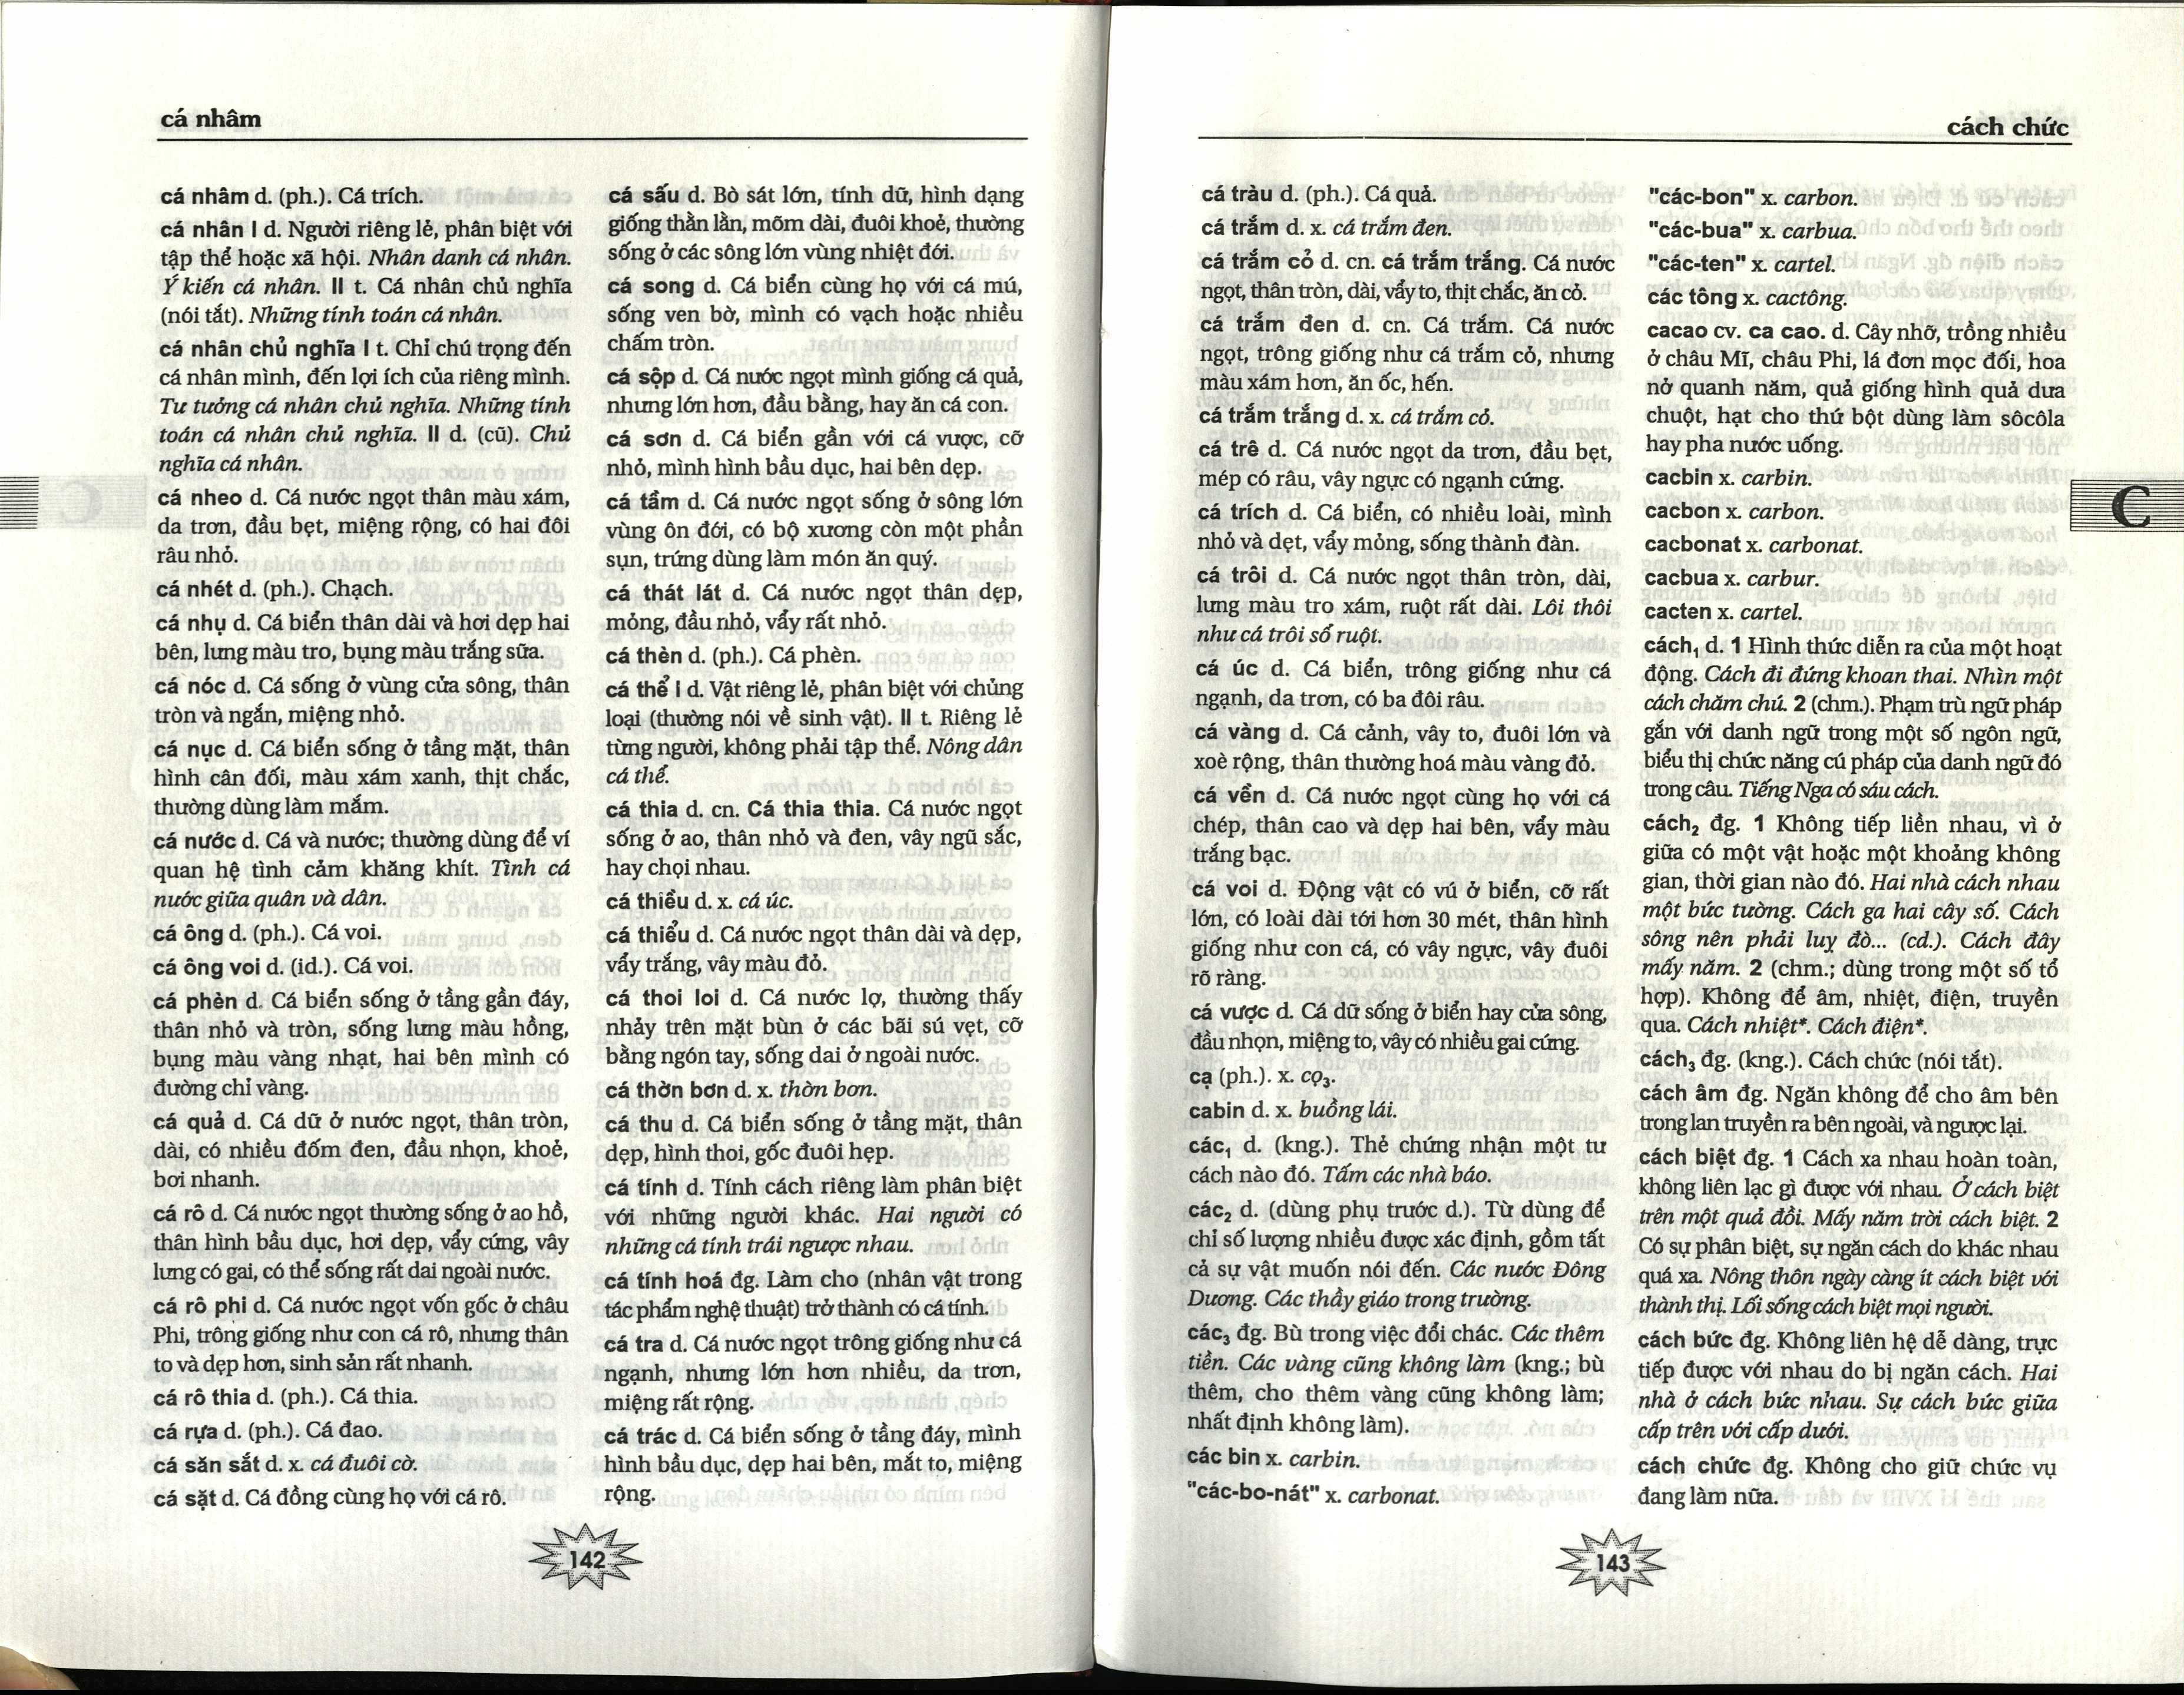 cá nhâm
cá nhâm d. (ph.). Cá trích.
cá nhân I d. Người riêng lẻ, phân biệt với
tập thể hoặc xã hội. Nhân danh cá nhân.
Ý kiến cá nhân. II t. Cá nhân chủ nghĩa
(nói tắt). Những tính toán cá nhân.
cá nhân chủ nghĩa I t. Chỉ chú trọng đến
cá nhân mình, đến lợi ích của riêng mình.
Tư tưởng cá nhân chủ nghĩa. Những tính
toán cá nhân chủ nghĩa. II d. (cũ). Chủ
nghĩa cá nhân.
cá nheo d. Cá nước ngọt thân màu xám,
da trơn, đầu bẹt, miệng rộng, có hai đôi
râu nhỏ.
cá nhét d. (ph.). Chạch.
cá nhụ d. Cá biển thân dài và hơi dẹp hai
bên, lưng màu tro, bụng màu trắng sữa.
cá nóc d. Cá sống ở vùng cửa sông, thân
tròn và ngắn, miệng nhỏ.
cá nục d. Cá biển sống ở tầng mặt, thân
hình cân đối, màu xám xanh, thịt chắc,
thường dùng làm mắm.
cá nước d. Cá và nước; thường dùng để ví
quan hệ tình cảm khăng khít. Tình cá
nước giữa quân và dân.
cá ông d. (ph.). Cá voi.
cá ông voi d. (id.). Cá voi.
cá phèn d. Cá biển sống ở tầng gần đáy,
thân nhỏ và tròn, sống lưng màu hồng,
bụng màu vàng nhạt, hai bên mình có
đường chỉ vàng.
cá quả d. Cá dữ ở nước ngọt, thân tròn,
dài, có nhiều đốm đen, đầu nhọn, khoẻ,
bơi nhanh.
cá rô d. Cá nước ngọt thường sống ở ao hồ,
thân hình bầu dục, hơi dẹp, vẩy cứng, vây
lưng có gai, có thể sống rất dai ngoài nước.
cá rô phi d. Cá nước ngọt vốn gốc ở châu
Phi, trông giống như con cá rô, nhưng thân
to và dẹp hơn, sinh sản rất nhanh.
cá rô thia d. (ph.). Cá thia.
cá rựa d. (ph.). Cá đao.
cá săn sắt d. x. cá đuôi cờ.
cá sặt d. Cá đồng cùng họ với cá rô.
cá sấu d. Bò sát lớn, tính dữ, hình dạng
giống thằn lằn, mõm dài, đuôi khoẻ, thường
sống ở các sông lớn vùng nhiệt đới.
cá song d. Cá biển cùng họ với cá mú,
sống ven bờ, mình có vạch hoặc nhiều
chấm tròn.
cá sộp d. Cá nước ngọt mình giống cá quả,
nhưng lớn hơn, đầu bằng, hay ăn cá con.
cá sơn d. Cá biển gần với cá vược, cỡ
nhỏ, mình hình bầu dục, hai bên dẹp.
cá tầm d. Cá nước ngọt sống ở sông lớn
vùng ôn đới, có bộ xương còn một phần
sụn, trứng dùng làm món ăn quý.
cá thát lát d. Cá nước ngọt thân dẹp,
mỏng, đầu nhỏ, vẩy rất nhỏ.
cá thèn d. (ph.). Cá phèn.
cá thể I d. Vật riêng lẻ, phân biệt với chủng
loại (thường nói về sinh vật). II t. Riêng lẻ
từng người, không phải tập thể. Nông dân
cá thể.
cá thia d. cn. Cá thia thia. Cá nước ngọt
sống ở ao, thân nhỏ và đen, vây ngũ sắc,
hay chọi nhau.
cá thiều d. x. cá úc.
cá thiểu d. Cá nước ngọt thân dài và dẹp,
vẩy trắng, vây màu đỏ.
cá thoi loi d. Cá nước lợ, thường thấy
nhảy trên mặt bùn ở các bãi sú vẹt, cỡ
bằng ngón tay, sống dai ở ngoài nước.
cá thờn bơn d. x. thờn bơn.
cá thu d. Cá biển sống ở tầng mặt, thân
dẹp, hình thoi, gốc đuôi hẹp.
cá tính d. Tính cách riêng làm phân biệt
với những người khác. Hai người có
những cá tính trái ngược nhau.
cá tính hoá đg. Làm cho (nhân vật trong
tác phẩm nghệ thuật) trở thành có cá tính.
cá tra d. Cá nước ngọt trông giống như cá
ngạnh, nhưng lớn hơn nhiều, da trơn,
miệng rất rộng.
cá trác d. Cá biển sống ở tầng đáy, mình
hình bầu dục, dẹp hai bên, mắt to, miệng
rộng.
142
cách chức
cá tràu d. (ph.). Cá quả.
cá trắm d. x. cá trắm đen.
cá trắm cỏ d. cn. cá trắm trắng. Cá nước
ngọt, thân tròn, dài, vẩy to, thịt chắc, ăn cỏ.
cá trắm đen d. cn. Cá trắm. Cá nước
ngọt, trông giống như cá trắm cỏ, nhưng
màu xám hơn, ăn ốc, hến.
cá trắm trắng d. x. cá trắm cỏ.
cá trê d. Cá nước ngọt da trơn, đầu bẹt,
mép có râu, vây ngực có ngạnh cứng.
cá trích d. Cá biển, có nhiều loài, mình
nhỏ và dẹt, vẩy mỏng, sống thành đàn.
cá trôi d. Cá nước ngọt thân tròn, dài,
lưng màu tro xám, ruột rất dài. Lôi thôi
như cá trôi sổ ruột.
cá úc d. Cá biển, trông giống như cá
ngạnh, da trơn, có ba đôi râu.
cá vàng d. Cá cảnh, vây to, đuôi lớn và
xoè rộng, thân thường hoá màu vàng đỏ.
cá vền d. Cá nước ngọt cùng họ với cá
chép, thân cao và dẹp hai bên, vẩy màu
trắng bạc.
cá voi d. Động vật có vú ở biển, cỡ rất
lớn, có loài dài tới hơn 30 mét, thân hình
giống như con cá, có vây ngực, vây đuôi
rõ ràng.
cá vược d. Cá dữ sống ở biển hay cửa sông,
đầu nhọn, miệng to, vây có nhiều gai cứng.
cạ (ph.). x. cọ₃.
cabin d. x. buồng lái.
các₁ d. (kng.). Thẻ chứng nhận một tư
cách nào đó. Tấm các nhà báo.
các₂ d. (dùng phụ trước d.). Từ dùng để
chỉ số lượng nhiều được xác định, gồm tất
cả sự vật muốn nói đến. Các nước Đông
Dương. Các thầy giáo trong trường.
các₃ đg. Bù trong việc đổi chác. Các thêm
tiền. Các vàng cũng không làm (kng.; bù
thêm, cho thêm vàng cũng không làm;
nhất định không làm).
các bin x. carbin.
"các-bo-nát" x. carbonat.
"các-bon" x. carbon.
"các-bua" x. carbua.
"các-ten" x. cartel.
các tông x. cactông.
cacao cv. ca cao. d. Cây nhỡ, trồng nhiều
ở châu Mĩ, châu Phi, lá đơn mọc đối, hoa
nở quanh năm, quả giống hình quả dưa
chuột, hạt cho thứ bột dùng làm sôcôla
hay pha nước uống.
cacbin x. carbin.
cacbon x. carbon.
cacbonat x. carbonat.
cacbua x. carbur.
cacten x. cartel.
cách₁ d. 1 Hình thức diễn ra của một hoạt
động. Cách đi đứng khoan thai. Nhìn một
cách chăm chú. 2 (chm.). Phạm trù ngữ pháp
gắn với danh ngữ trong một số ngôn ngữ,
biểu thị chức năng cú pháp của danh ngữ đó
trong câu. Tiếng Nga có sáu cách.
cách₂ đg. 1 Không tiếp liền nhau, vì ở
giữa có một vật hoặc một khoảng không
gian, thời gian nào đó. Hai nhà cách nhau
một bức tường. Cách ga hai cây số. Cách
sông nên phải luỵ đò... (cd.). Cách đây
mấy năm. 2 (chm.; dùng trong một số tổ
hợp). Không để âm, nhiệt, điện, truyền
qua. Cách nhiệt*. Cách điện*.
cách₃ đg. (kng.). Cách chức (nói tắt).
cách âm đg. Ngăn không để cho âm bên
trong lan truyền ra bên ngoài, và ngược lại.
cách biệt đg. 1 Cách xa nhau hoàn toàn,
không liên lạc gì được với nhau. Ở cách biệt
trên một quả đồi. Mấy năm trời cách biệt. 2
Có sự phân biệt, sự ngăn cách do khác nhau
quá xa. Nông thôn ngày càng ít cách biệt với
thành thị. Lối sống cách biệt mọi người.
cách bức đg. Không liên hệ dễ dàng, trực
tiếp được với nhau do bị ngăn cách. Hai
nhà ở cách bức nhau. Sự cách bức giữa
cấp trên với cấp dưới.
cách chức đg. Không cho giữ chức vụ
đang làm nữa.
C
143